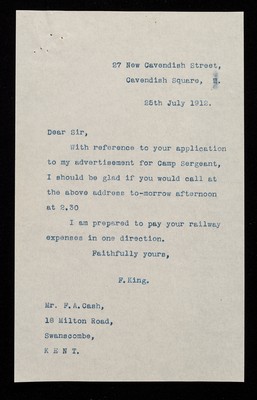 27 New Cavendish Street,
Cavendish Square,
25th July 1912.
Dear Sir,
With reference to your application
to my advertisement for Camp Sergeant,
I should be glad if you would call at
the above address to-morrow afternoon
at 2.30
I am prepared to pay your railway
expenses in one direction.
Faithfully yours,
F.King.
Mr. F.A.Cash,
18 Milton Road,
Swanscombe,
K E N T.